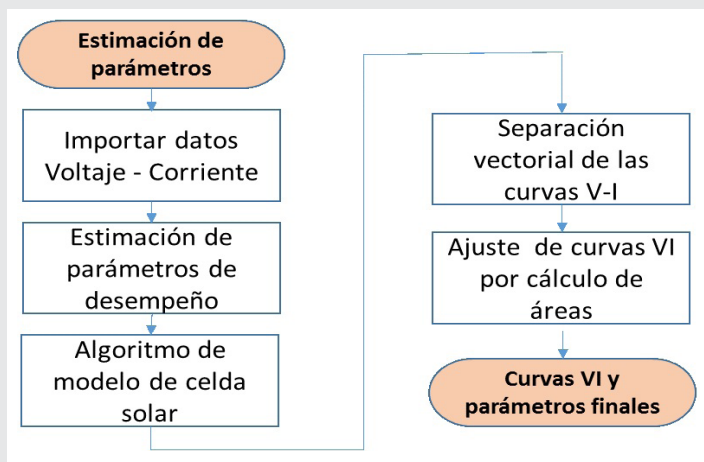 Estimación de
parámetros
Importar datos
Voltaje - Corriente
Estimación de
parámetros de
desempeño
Algoritmo de
modelo de celda
solar
Separación
vectorial de las
curvas V-I
Ajuste de curvas VI
por cálculo de
áreas
Curvas VI y
parámetros finales